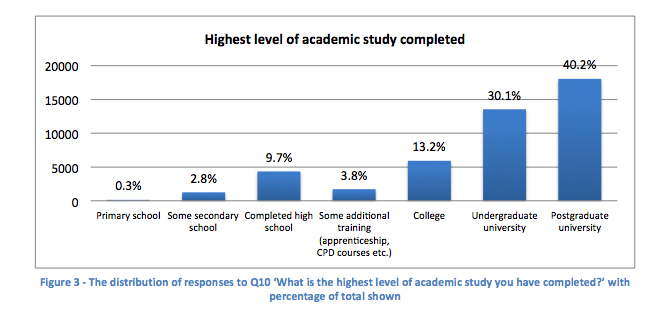 Highest level of academic study completed
20000
15000
10000
5000
0
0.3%
2.8%
9.7%
3.8%
13.2%
30.1%
40.2%
Primary school
Some secondary
school
Completed high
school
Some additional
training
(apprenticeship,
CPD courses etc.)
College
Undergraduate
university
Postgraduate
university
Figure 3 - The distribution of responses to Q10 ‘What is the highest level of academic study you have completed?’ with
percentage of total shown